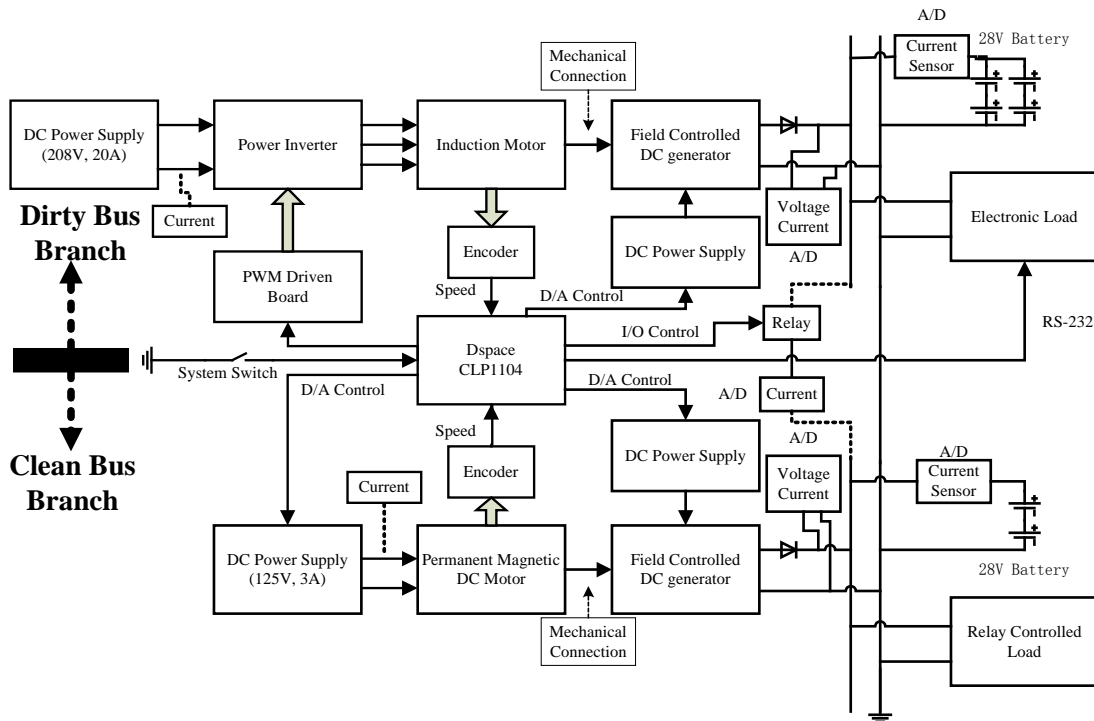 A/D
Current
Sensor
28V Battery
Mechanical
Connection
DC Power Supply
(208V, 20A)
Power Inverter
Induction Motor
Field Controlled
DC generator
Current
Dirty Bus
Branch
Voltage
Current
Electronic Load
Encoder
DC Power Supply
A/D
PWM Driven
Board
Speed
D/A Control
I/O Control
Relay
RS-232
System Switch
Dspace
CLP1104
D/A Control
D/A Control
A/D
Current
Speed
A/D
Clean Bus
Branch
Encoder
DC Power Supply
Voltage
Current
A/D
Current
Sensor
Current
DC Power Supply
(125V, 3A)
Permanent Magnetic
DC Motor
Field Controlled
DC generator
28V Battery
Mechanical
Connection
Relay Controlled
Load